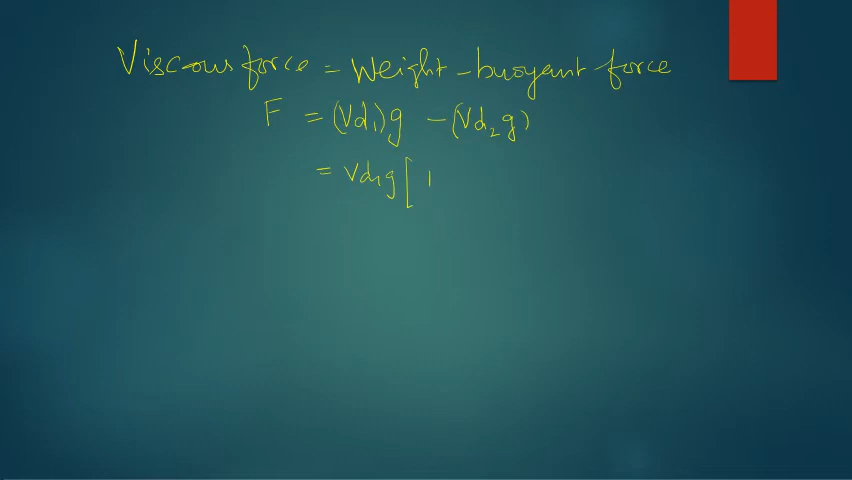 Viscous force = Weight - buoyant force
F = (Vd₁)g - (Vd₂g)
= Vd₁g [ 1